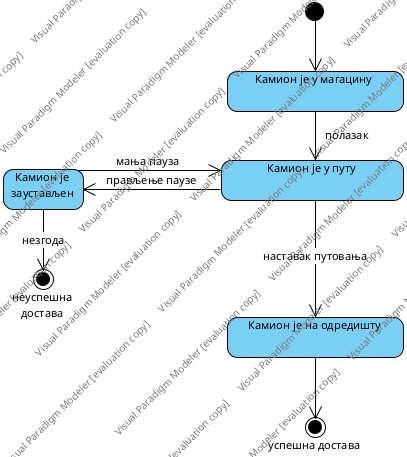 Камион је у магацину
полазак
мања пауза
Камион је у путу
прављење паузе
Камион је
заустављен
незгода
наставак путовања
неуспешна
достава
Камион је на одредишту
успешна достава
Visual Paradigm Modeler [evaluation copy]